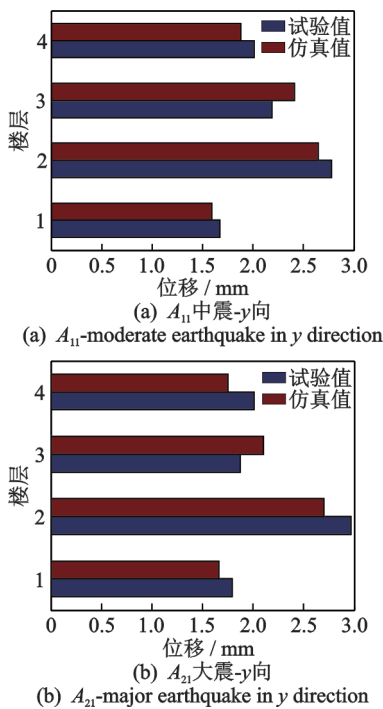 试验值
仿真值
4
3
2
1
楼层
0 0.5 1.0 1.5 2.0 2.5 3.0
位移 / mm
(a) A₁₁中震-y向
(a) A₁₁-moderate earthquake in y direction
试验值
仿真值
4
3
2
1
楼层
0 0.5 1.0 1.5 2.0 2.5 3.0
位移 / mm
(b) A₂₁大震-y向
(b) A₂₁-major earthquake in y direction